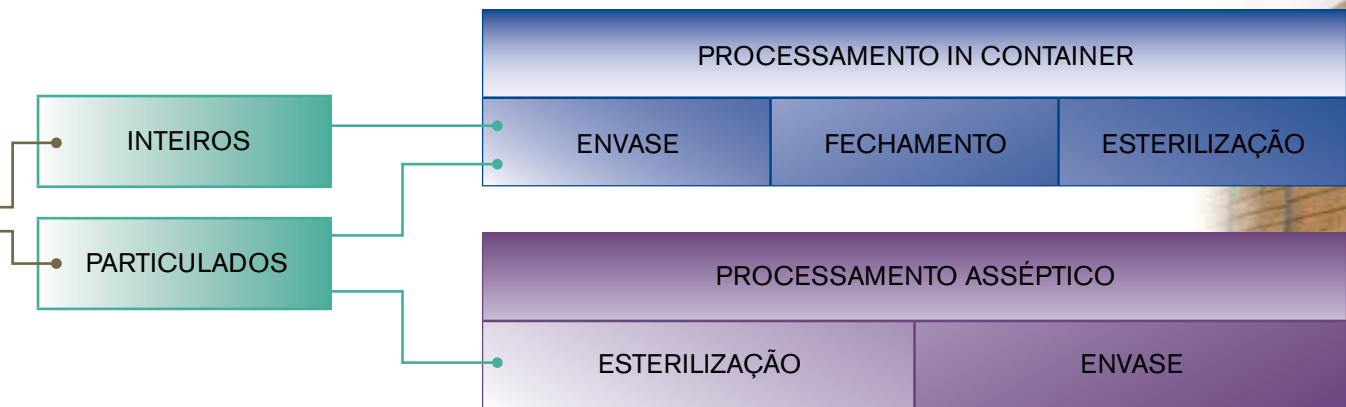 PROCESSAMENTO IN CONTAINER
INTEIROS
ENVASE
FECHAMENTO
ESTERILIZAÇÃO
PARTICULADOS
PROCESSAMENTO ASSÉPTICO
ESTERILIZAÇÃO
ENVASE